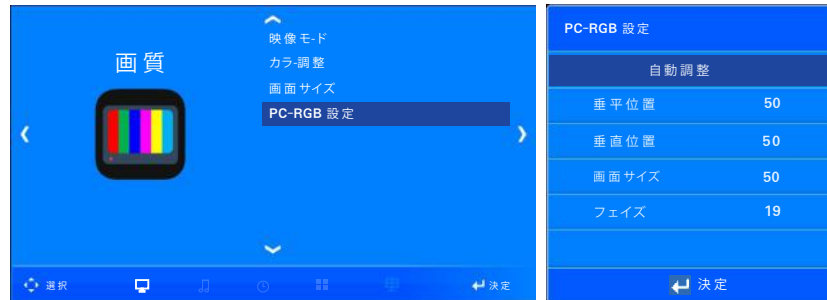 画質
映像モ-ド
カラ-調整
画面サイズ
PC-RGB 設定
選択
決定
PC-RGB 設定
自動調整
垂平位置 50
垂直位置 50
画面サイズ 50
フェイズ 19
決定